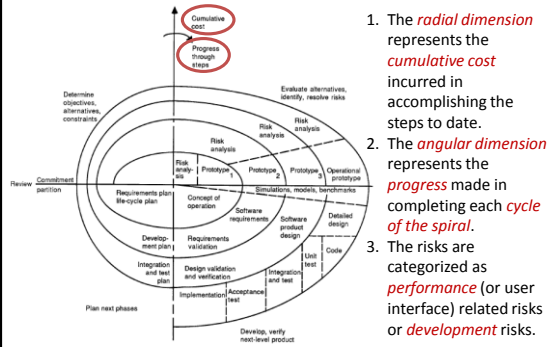 Cumulative
cost
Progress
through
steps
Determine
objectives,
alternatives,
constraints
Evaluate alternatives,
identify, resolve risks
Risk
analysis
Risk
analysis
Risk
analysis
Risk
analy-
sis
Prototype 1
Prototype 2
Prototype 3
Operational
prototype
Review
Commitment
partition
Simulations, models, benchmarks
Requirements plan
life-cycle plan
Concept of
operation
Software
requirements
Software
product
design
Detailed
design
Develop-
ment plan
Requirements
validation
Code
Unit
test
Integration
and test
plan
Design validation
and verification
Integration
and test
Acceptance
test
Implementation
Plan next phases
Develop, verify
next-level product
1. The radial dimension
represents the
cumulative cost
incurred in
accomplishing the
steps to date.
2. The angular dimension
represents the
progress made in
completing each cycle
of the spiral.
3. The risks are
categorized as
performance (or user
interface) related risks
or development risks.